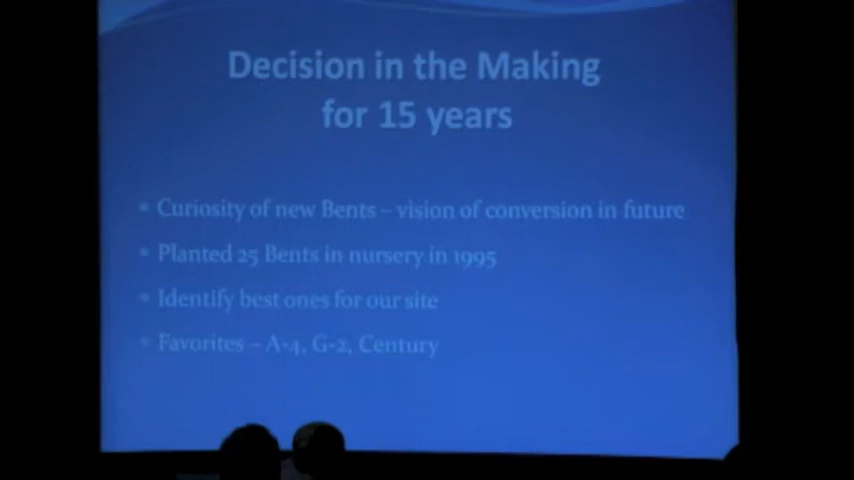 Decision in the Making
for 15 years
Curiosity of new Bents – vision of conversion in future
Planted 25 Bents in nursery in 1995
Identify best ones for our site
Favorites – A-4, G-2, Century